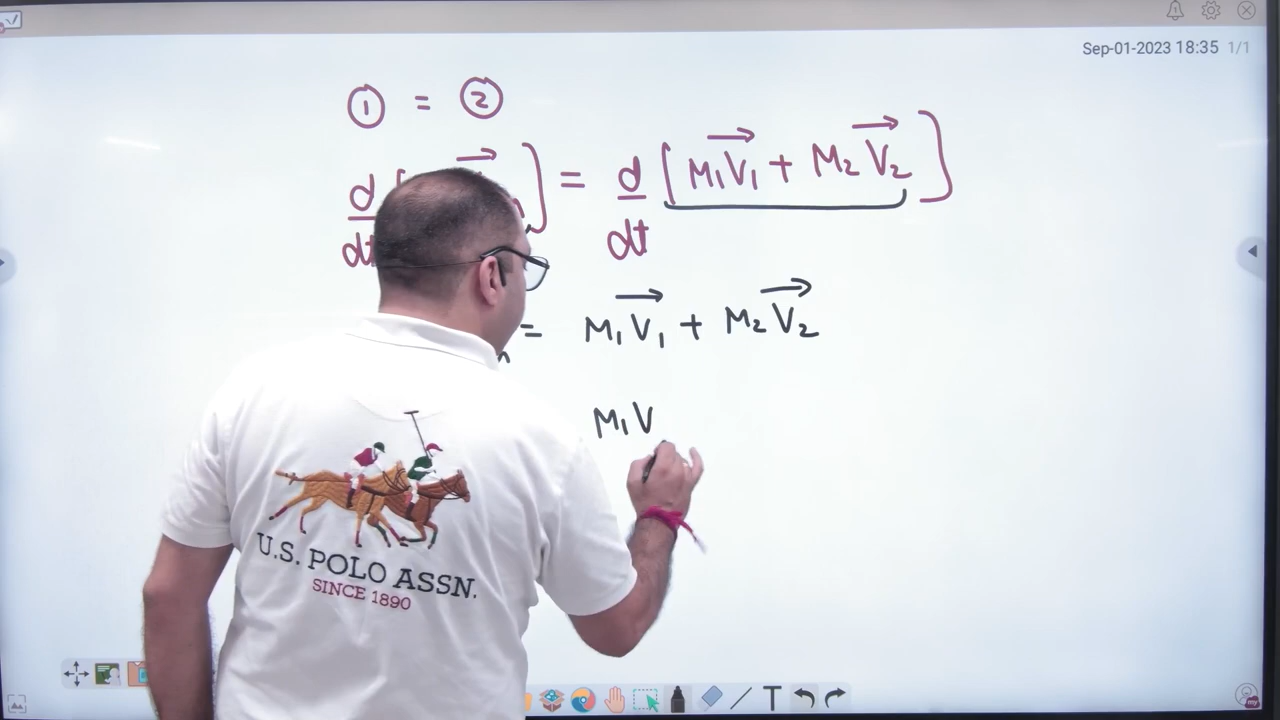 Sep-01-2023 18:35 1/1
① = ②
d/dt [ ] = d/dt [M₁V₁⃗ + M₂V₂⃗]
= M₁V₁⃗ + M₂V₂⃗
M₁V
U.S. POLO ASSN.
SINCE 1890
T
my